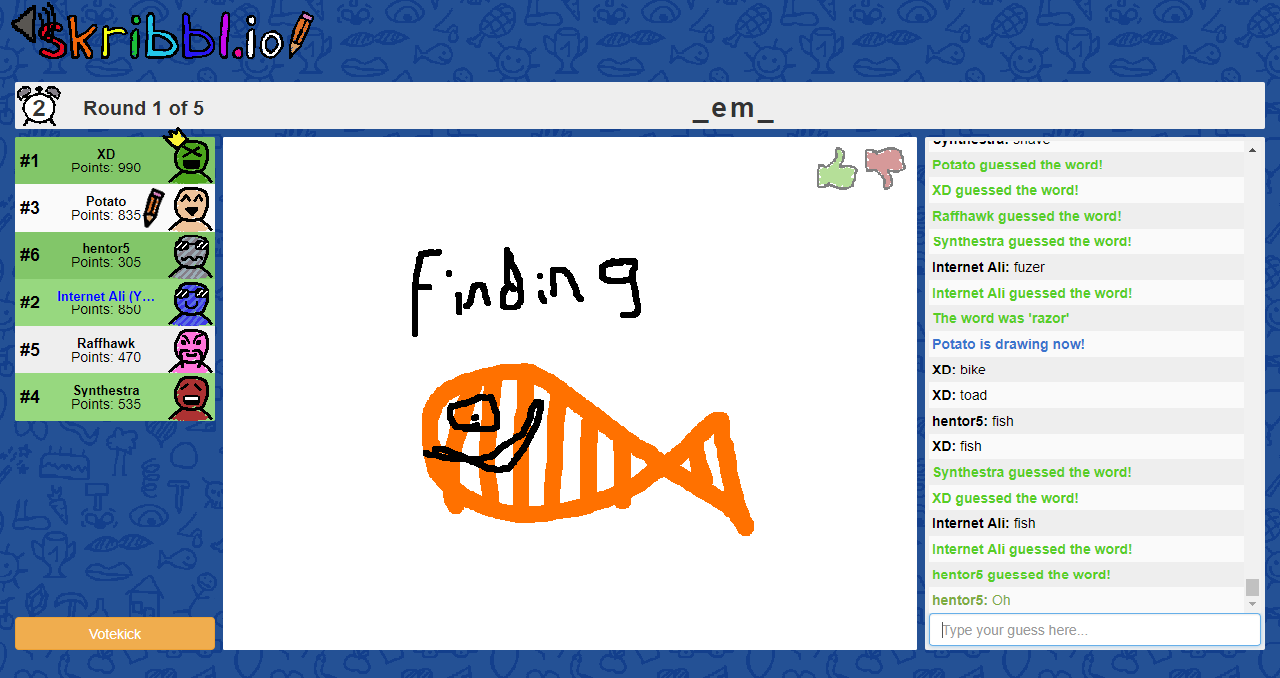 skribbl.io
2
Round 1 of 5
_em_
#1
XD
Points: 990
#3
Potato
Points: 835
#6
hentor5
Points: 305
#2
Internet Ali (Y...
Points: 850
#5
Raffhawk
Points: 470
#4
Synthestra
Points: 535
Votekick
Finding
Synthestra: shave
Potato guessed the word!
XD guessed the word!
Raffhawk guessed the word!
Synthestra guessed the word!
Internet Ali: fuzer
Internet Ali guessed the word!
The word was 'razor'
Potato is drawing now!
XD: bike
XD: toad
hentor5: fish
XD: fish
Synthestra guessed the word!
XD guessed the word!
Internet Ali: fish
Internet Ali guessed the word!
hentor5 guessed the word!
hentor5: Oh
Type your guess here...